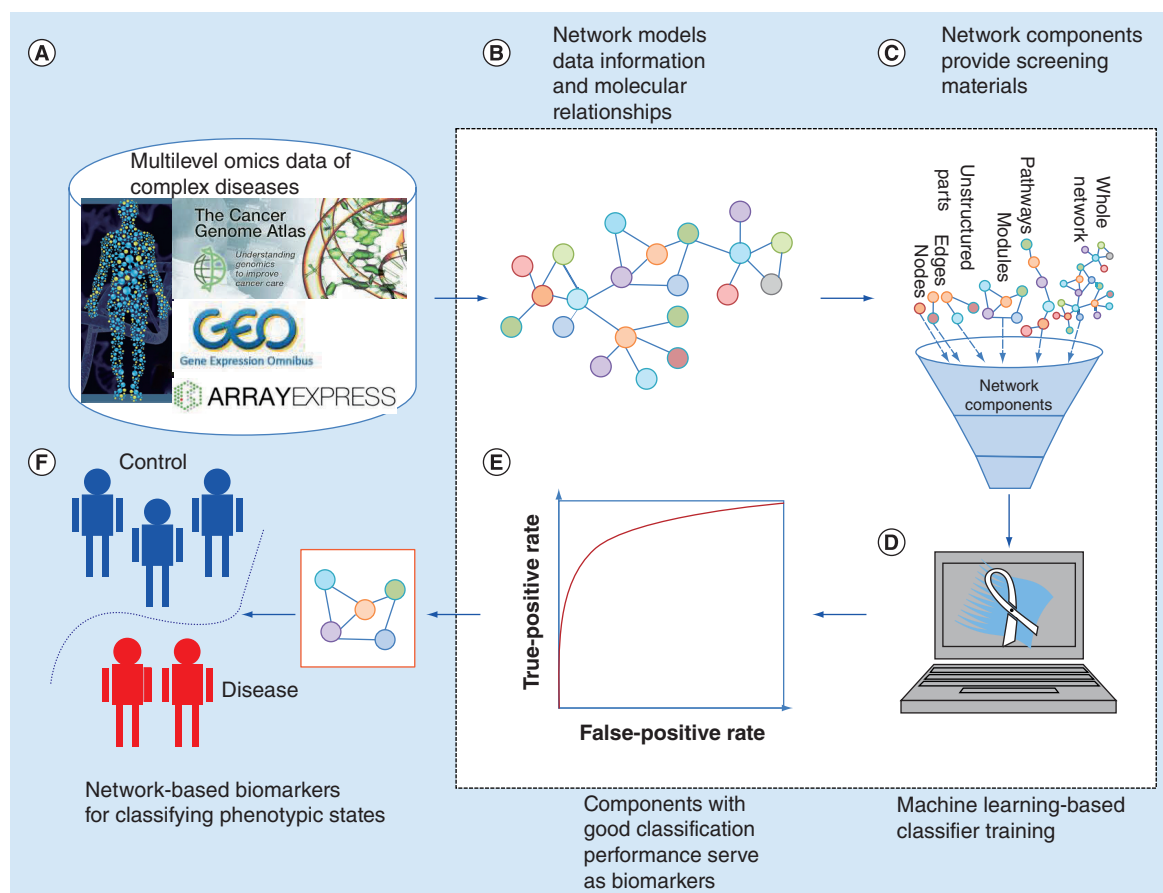 A
Multilevel omics data of
complex diseases
The Cancer
Genome Atlas
Understanding
genomics
to improve
cancer care
GEO
Gene Expression Omnibus
ARRAYEXPRESS
B
Network models
data information
and molecular
relationships
C
Network components
provide screening
materials
Nodes
Edges
Unstructured
parts
Modules
Pathways
Whole
network
Network
components
D
Machine learning-based
classifier training
E
True-positive rate
False-positive rate
Components with
good classification
performance serve
as biomarkers
F
Control
Disease
Network-based biomarkers
for classifying phenotypic states